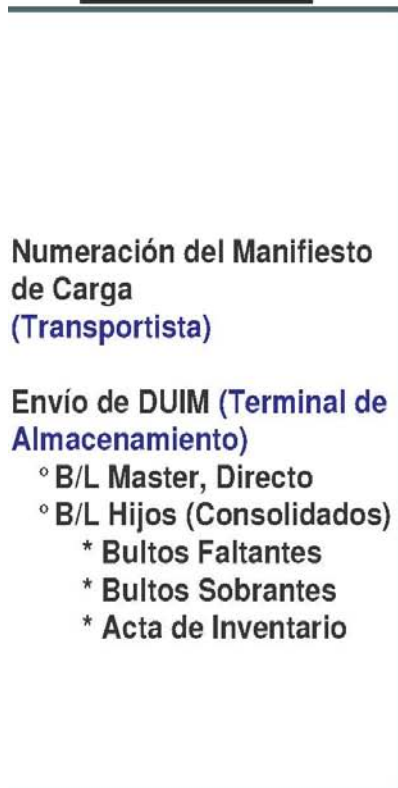 Numeración del Manifiesto
de Carga
(Transportista)
Envío de DUIM (Terminal de
Almacenamiento)
° B/L Master, Directo
° B/L Hijos (Consolidados)
* Bultos Faltantes
* Bultos Sobrantes
* Acta de Inventario